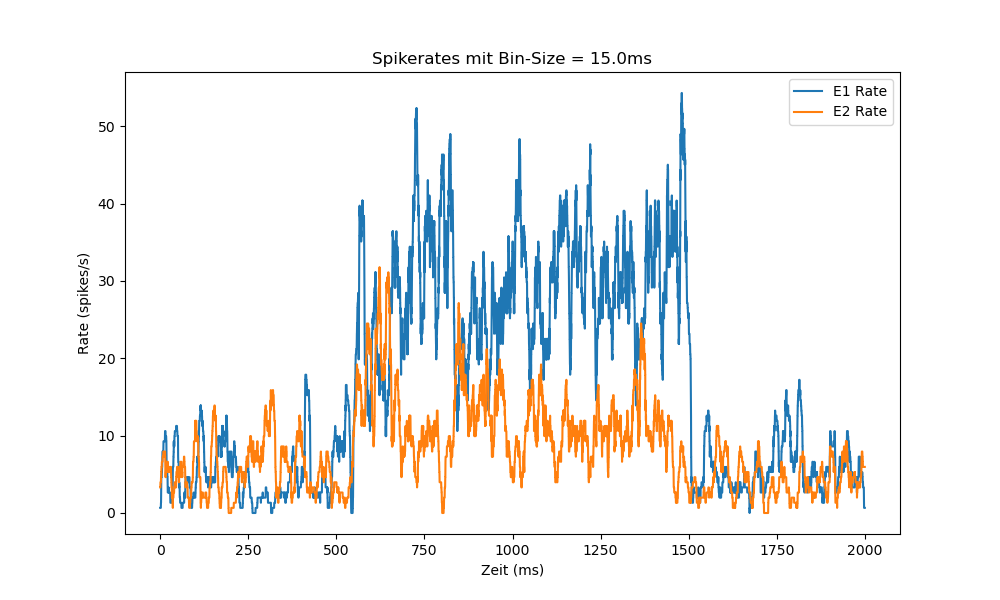 Spikerates mit Bin-Size = 15.0ms
E1 Rate
E2 Rate
50
40
30
20
10
0
Rate (spikes/s)
0 250 500 750 1000 1250 1500 1750 2000
Zeit (ms)